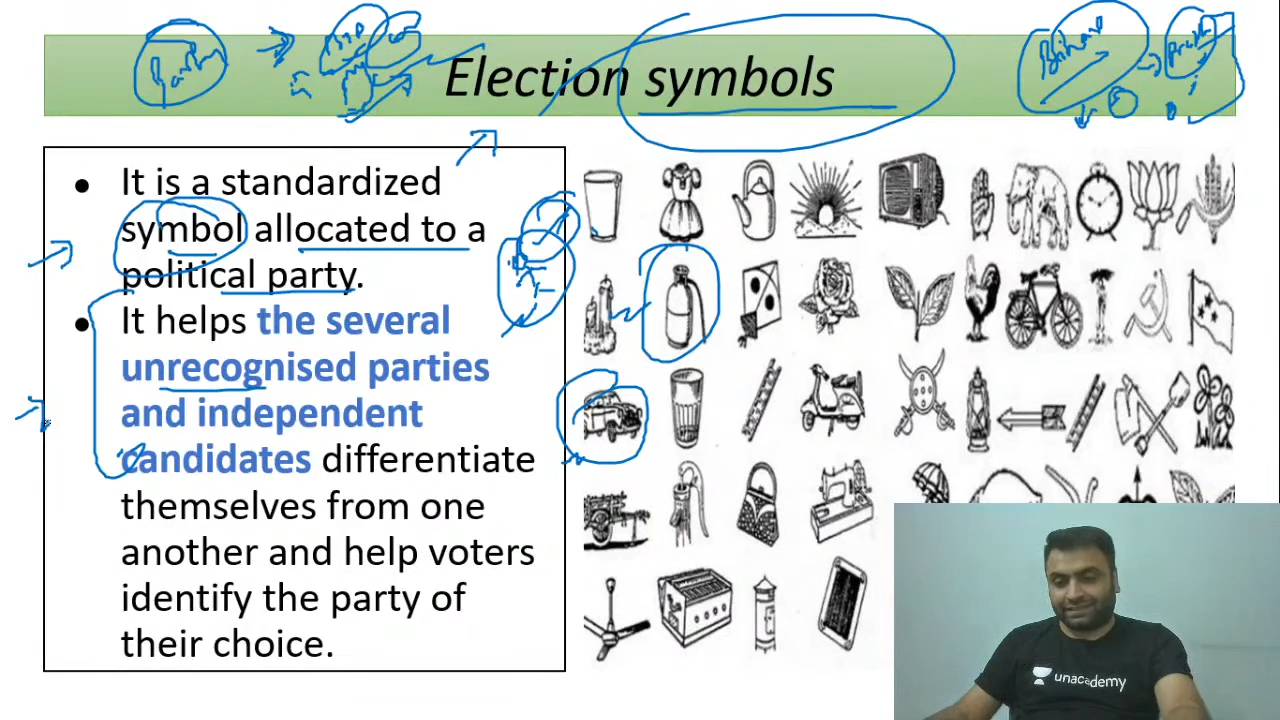 Election symbols
• It is a standardized
symbol allocated to a
political party.
• It helps the several
unrecognised parties
and independent
candidates differentiate
themselves from one
another and help voters
identify the party of
their choice.
unacademy